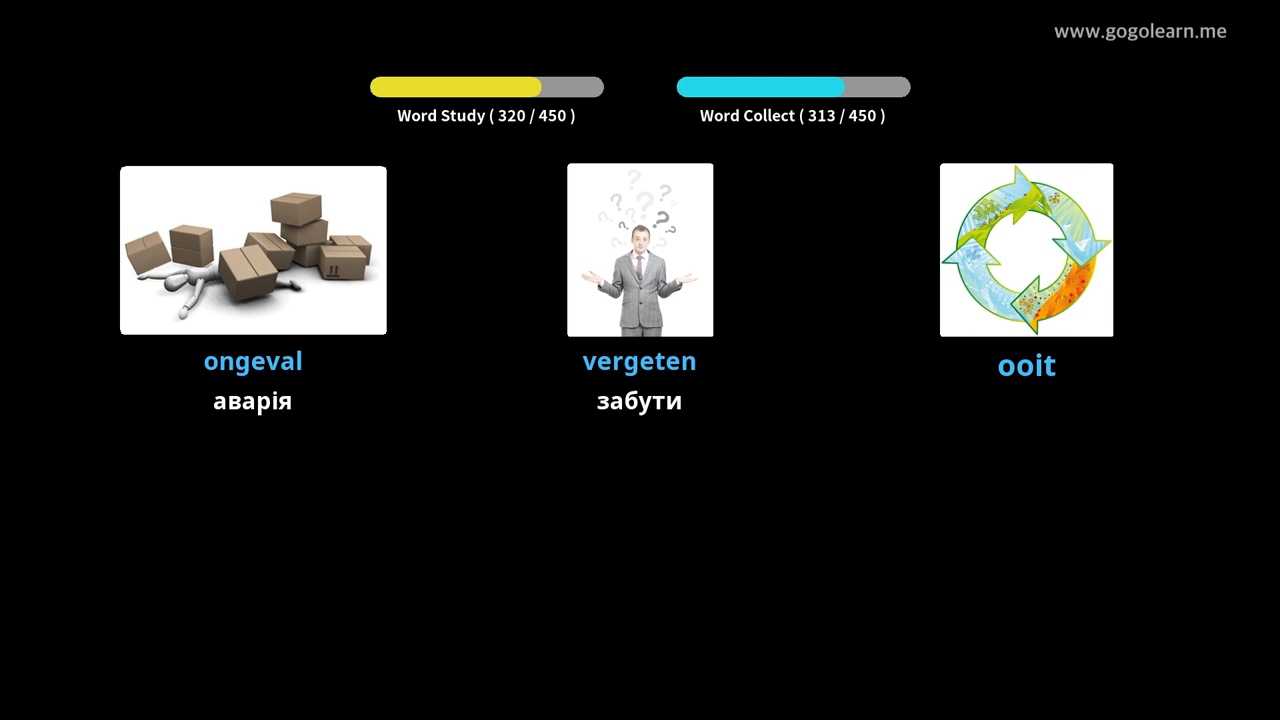 www.gogolearn.me
Word Study ( 320 / 450 )
Word Collect ( 313 / 450 )
ongeval
аварія
vergeten
забути
ooit